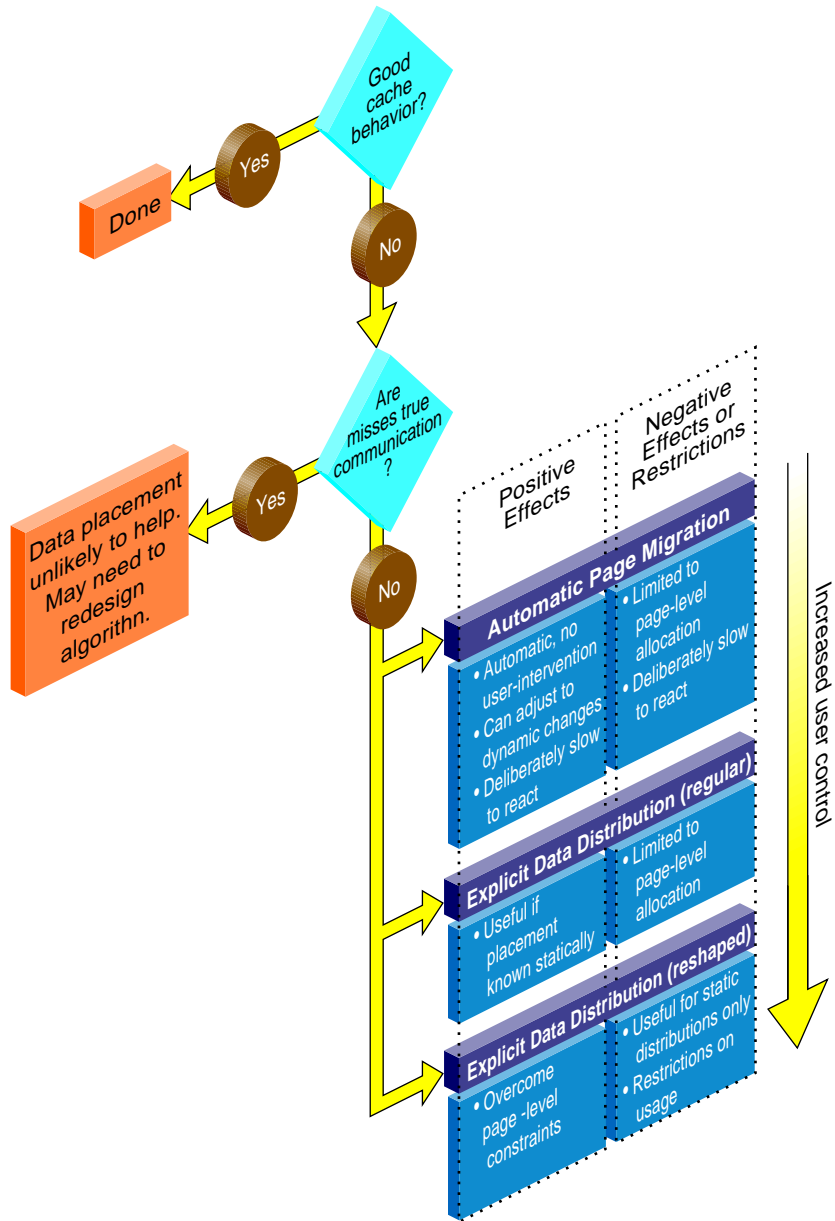 Good
cache
behavior?
Yes
Done
No
Are
misses true
communication
?
Yes
Data placement
unlikely to help.
May need to
redesign
algorithn.
No
Positive
Effects
Negative
Effects or
Restrictions
Automatic Page Migration
• Automatic, no
user-intervention
• Can adjust to
dynamic changes
• Deliberately slow
to react
• Limited to
page-level
allocation
• Deliberately slow
to react
Explicit Data Distribution (regular)
• Useful if
placement
known statically
• Limited to
page-level
allocation
Explicit Data Distribution (reshaped)
• Overcome
page -level
constraints
• Useful for static
distributions only
• Restrictions on
usage
Increased user control